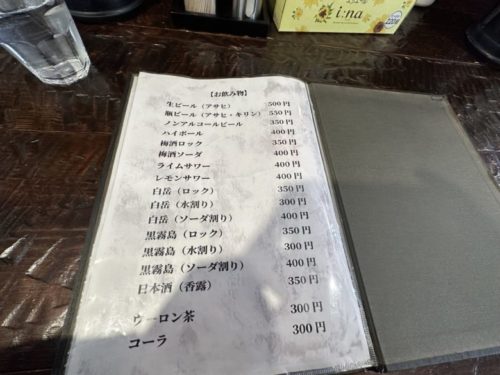 i:na
【お飲み物】
生ビール（アサヒ） 500円
瓶ビール（アサヒ・キリン） 550円
ノンアルコールビール 350円
ハイボール 400円
梅酒ロック 350円
梅酒ソーダ 400円
ライムサワー 400円
レモンサワー 400円
白岳（ロック） 350円
白岳（水割り） 300円
白岳（ソーダ割り） 400円
黒霧島（ロック） 350円
黒霧島（水割り） 300円
黒霧島（ソーダ割り） 400円
日本酒（香露） 350円
ウーロン茶 300円
コーラ 300円